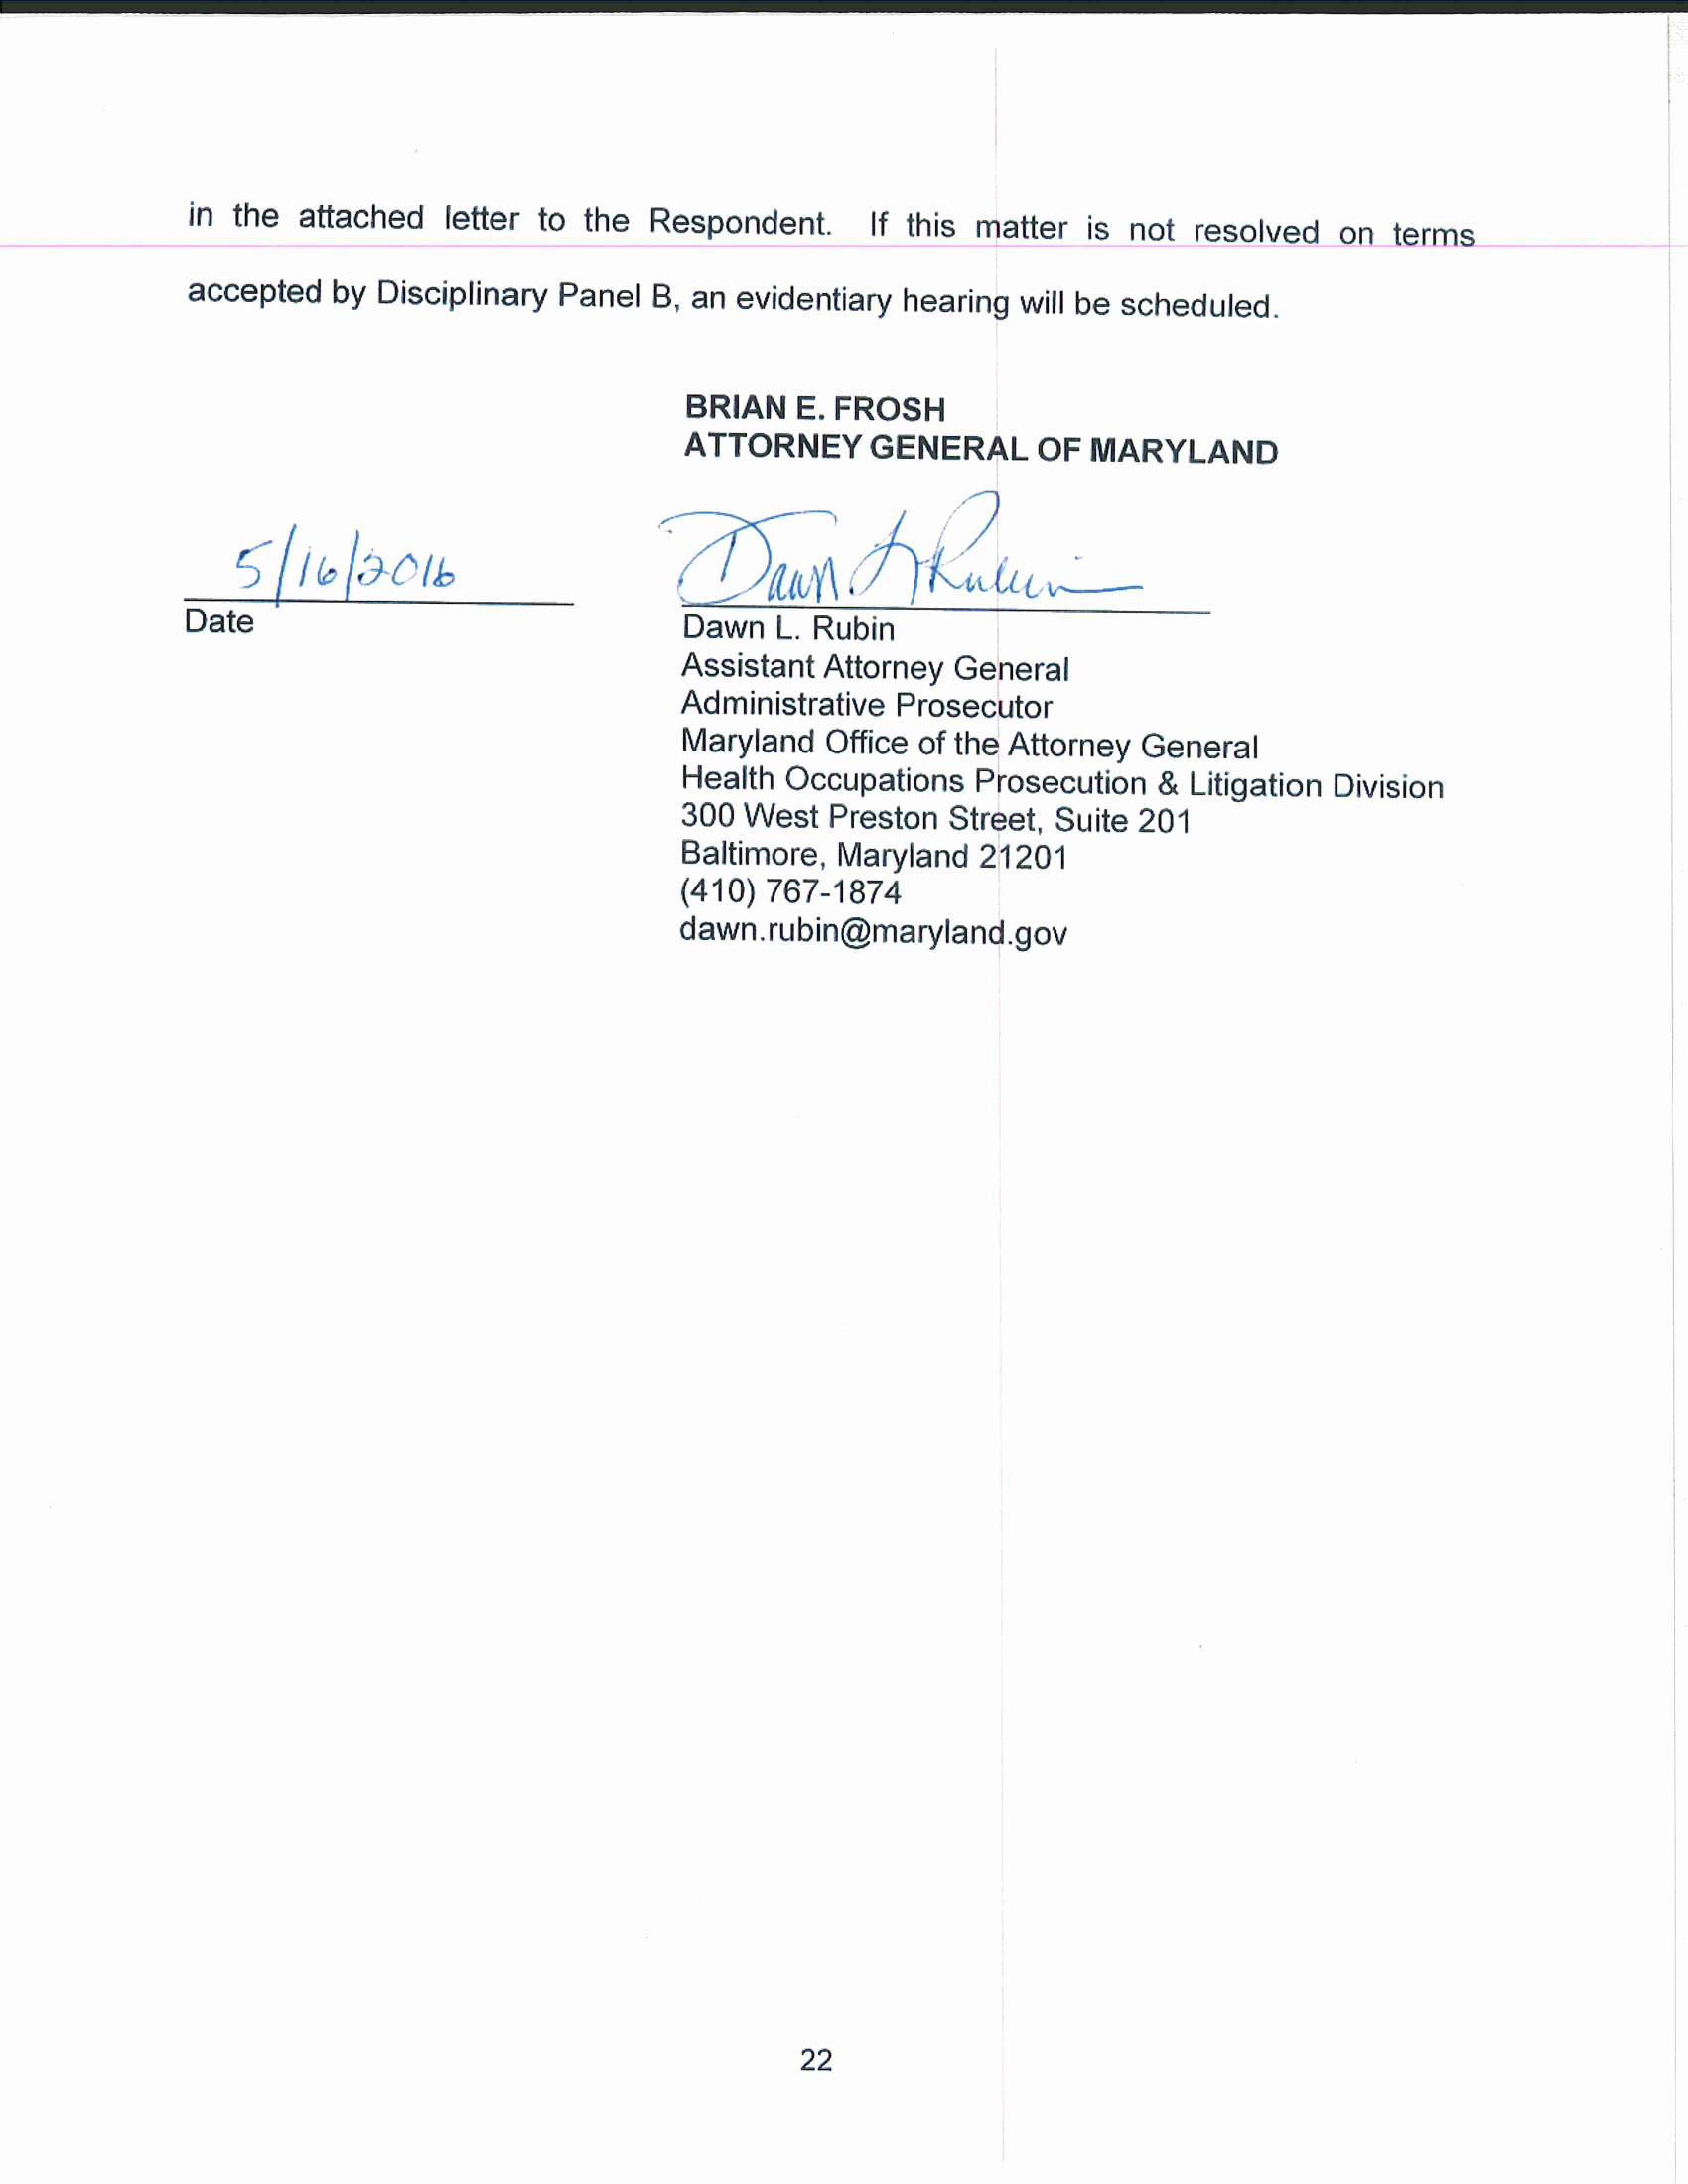 in the attached letter to the Respondent. If this matter is not resolved on terms
accepted by Disciplinary Panel B, an evidentiary hearing will be scheduled.
BRIAN E. FROSH
ATTORNEY GENERAL OF MARYLAND
5/16/2016
Dawn L Rubin
Date
Dawn L. Rubin
Assistant Attorney General
Administrative Prosecutor
Maryland Office of the Attorney General
Health Occupations Prosecution & Litigation Division
300 West Preston Street, Suite 201
Baltimore, Maryland 21201
(410) 767-1874
dawn.rubin@maryland.gov
22